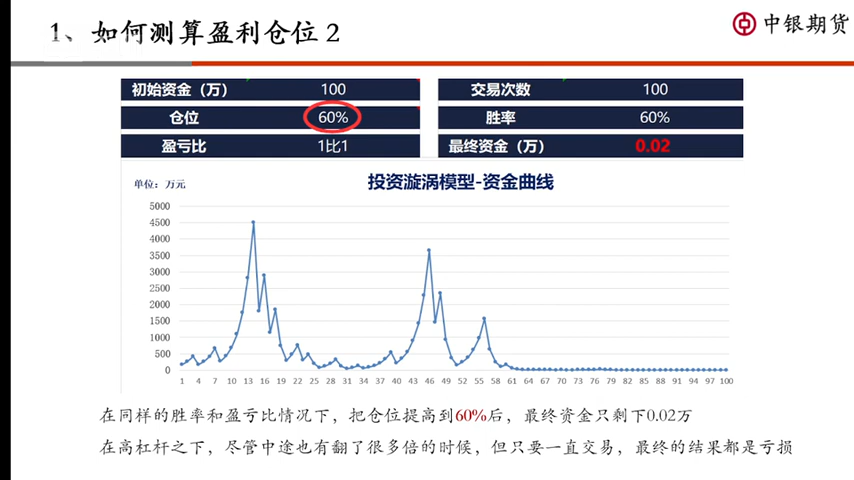 1、如何测算盈利仓位 2
中银期货
初始资金（万） 100 交易次数 100
仓位 60% 胜率 60%
盈亏比 1比1 最终资金（万） 0.02
单位：万元 投资漩涡模型-资金曲线
5000
4500
4000
3500
3000
2500
2000
1500
1000
500
0
1 4 7 10 13 16 19 22 25 28 31 34 37 40 43 46 49 52 55 58 61 64 67 70 73 76 79 82 85 88 91 94 97 100
在同样的胜率和盈亏比情况下，把仓位提高到60%后，最终资金只剩下0.02万
在高杠杆之下，尽管中途也有翻了很多倍的时候，但只要一直交易，最终的结果都是亏损